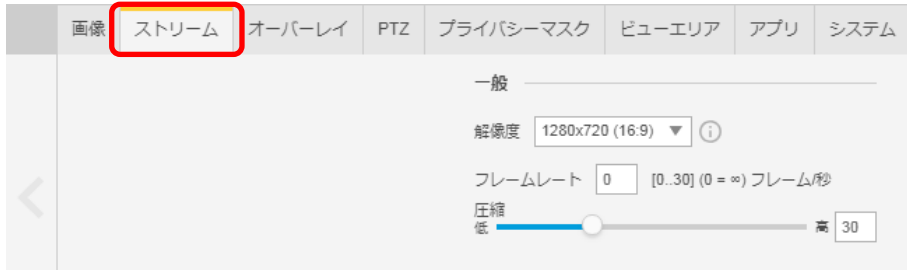 画像 ストリーム オーバーレイ PTZ プライバシーマスク ビューエリア アプリ システム
一般
解像度 1280x720 (16:9)
フレームレート 0 [0..30] (0 = ∞) フレーム/秒
圧縮
低 高 30